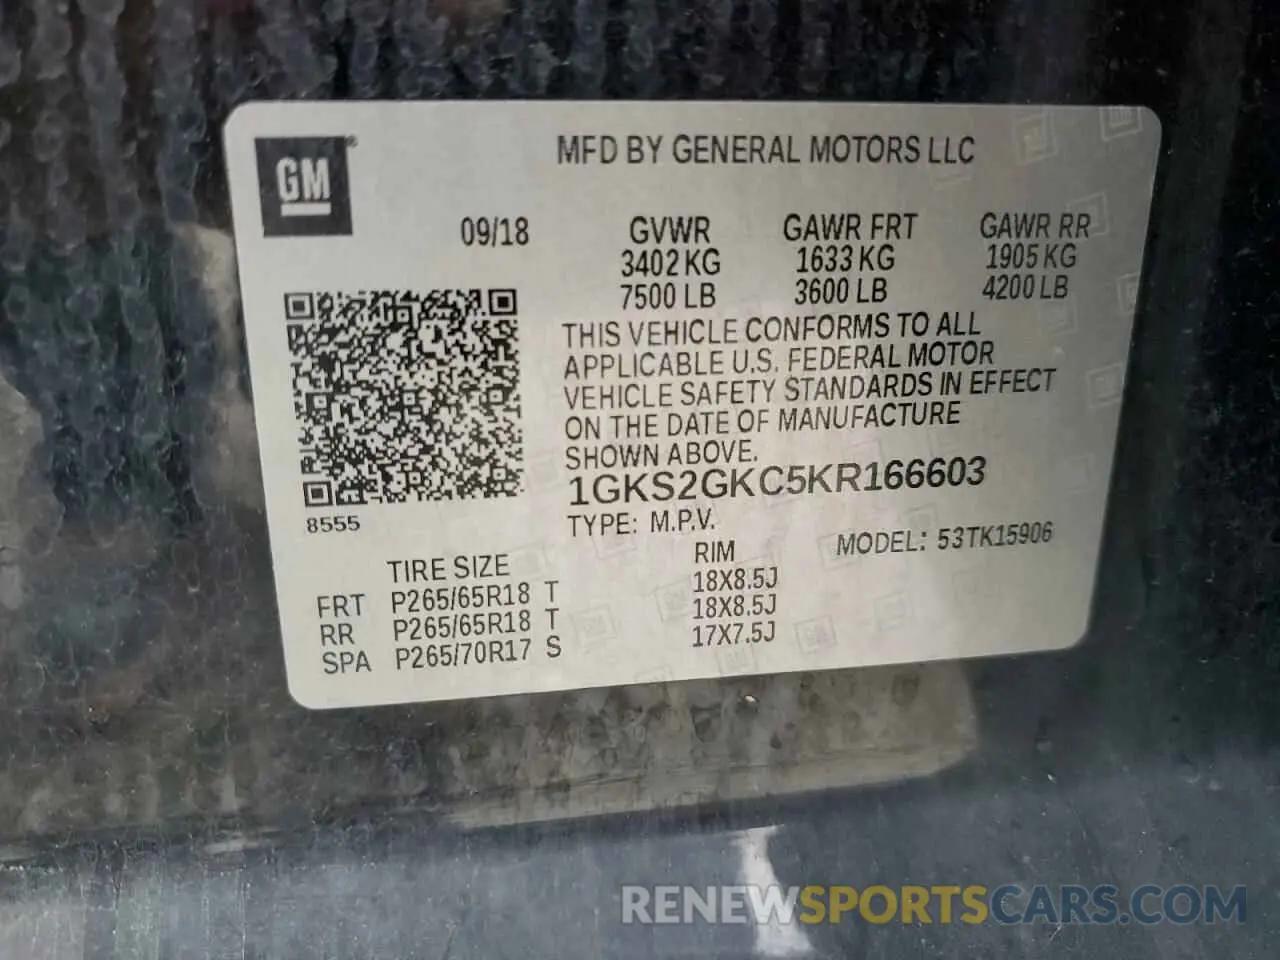 GM®
MFD BY GENERAL MOTORS LLC
09/18 GVWR GAWR FRT GAWR RR
3402 KG 1633 KG 1905 KG
7500 LB 3600 LB 4200 LB
THIS VEHICLE CONFORMS TO ALL
APPLICABLE U.S. FEDERAL MOTOR
VEHICLE SAFETY STANDARDS IN EFFECT
ON THE DATE OF MANUFACTURE
SHOWN ABOVE.
1GKS2GKC5KR166603
8555
TYPE: M.P.V.
MODEL: 53TK15906
TIRE SIZE RIM
FRT P265/65R18 T 18X8.5J
RR P265/65R18 T 18X8.5J
SPA P265/70R17 S 17X7.5J
RENEWSPORTSCARS.COM